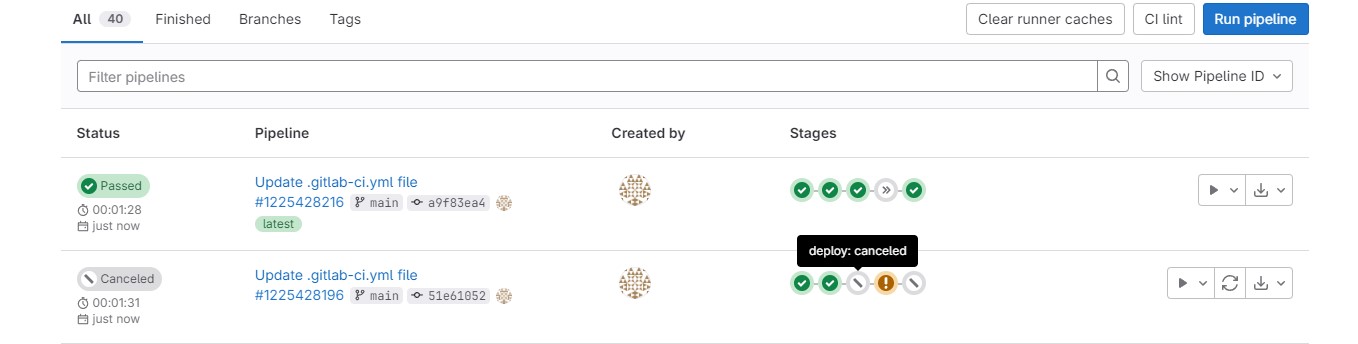 All 40 Finished Branches Tags Clear runner caches CI lint Run pipeline
Filter pipelines Show Pipeline ID
Status Pipeline Created by Stages
Passed Update .gitlab-ci.yml file
00:01:28 #1225428216 main a9f83ea4
just now latest
deploy: canceled
Canceled Update .gitlab-ci.yml file
00:01:31 #1225428196 main 51e61052
just now